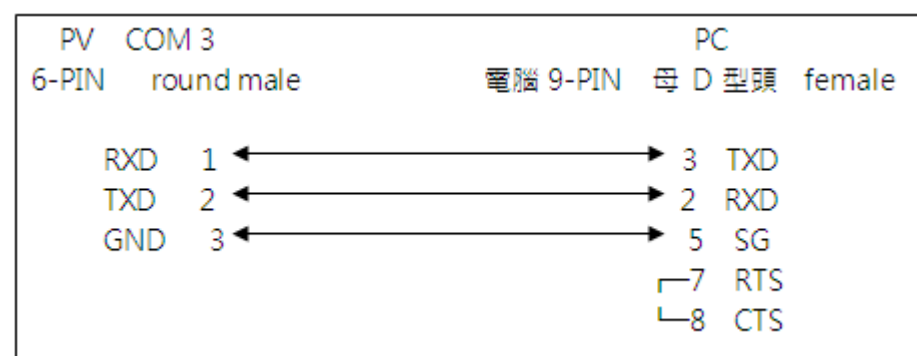 PV COM 3 PC
6-PIN round male 電腦 9-PIN 母 D 型頭 female
RXD 1 3 TXD
TXD 2 2 RXD
GND 3 5 SG
7 RTS
8 CTS